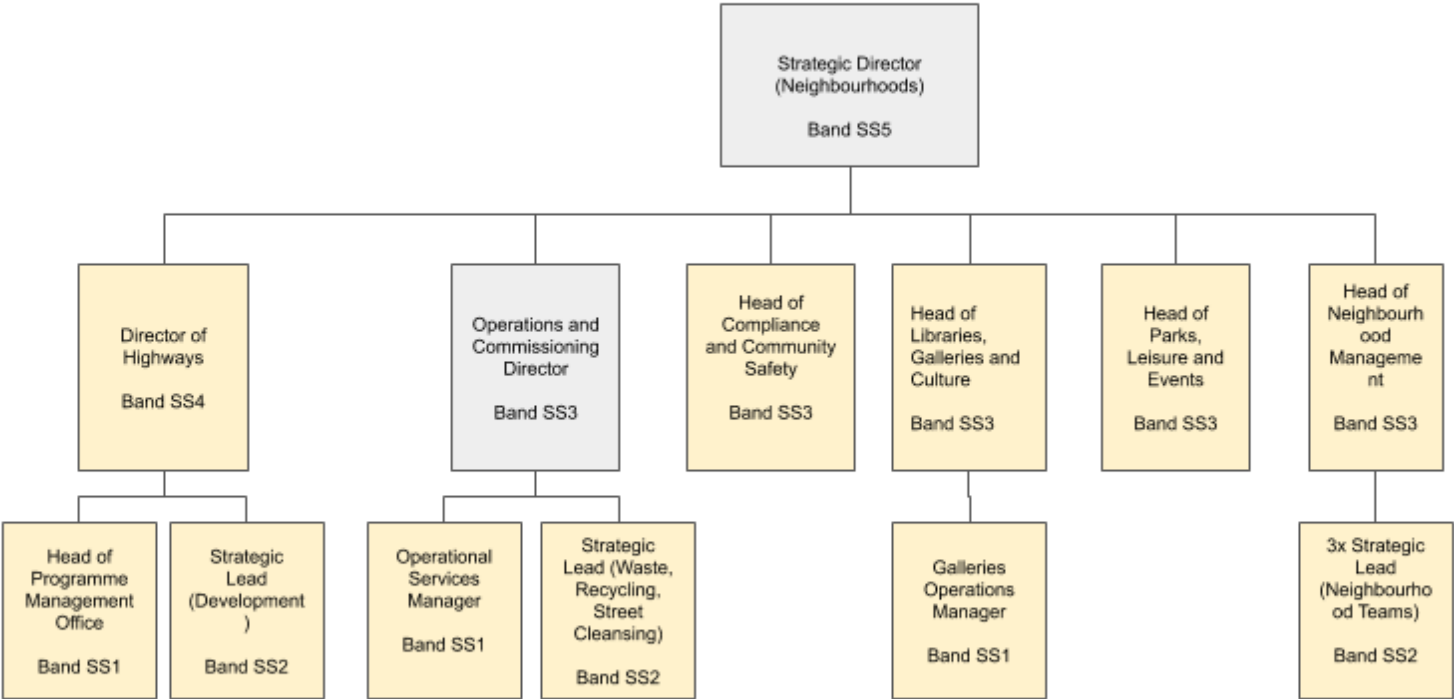 Strategic Director
(Neighbourhoods)
Band SS5
Director of
Highways
Band SS4
Operations and
Commissioning
Director
Band SS3
Head of
Compliance
and Community
Safety
Band SS3
Head of
Libraries,
Galleries and
Culture
Band SS3
Head of
Parks,
Leisure and
Events
Band SS3
Head of
Neighbourh
ood
Manageme
nt
Band SS3
Head of
Programme
Management
Office
Band SS1
Strategic
Lead
(Development
)
Band SS2
Operational
Services
Manager
Band SS1
Strategic
Lead (Waste,
Recycling,
Street
Cleansing)
Band SS2
Galleries
Operations
Manager
Band SS1
3x Strategic
Lead
(Neighbourho
od Teams)
Band SS2